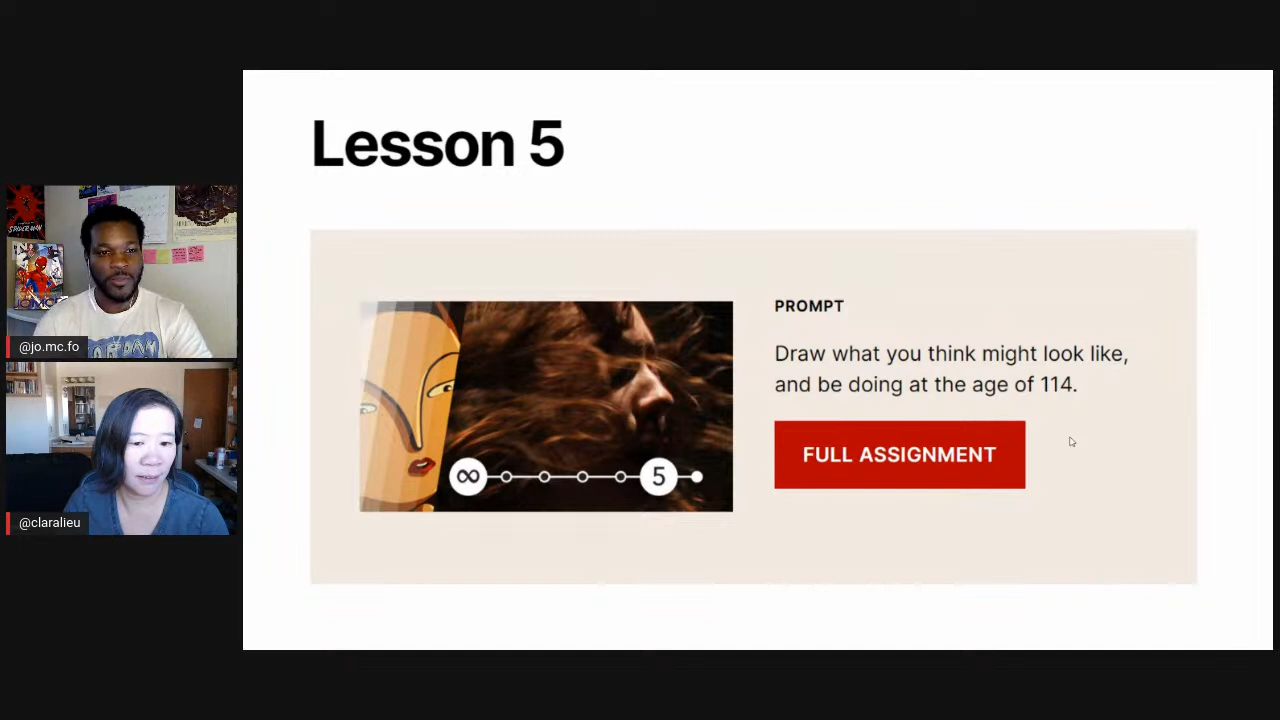 Lesson 5
PROMPT
Draw what you think might look like,
and be doing at the age of 114.
FULL ASSIGNMENT
∞
5
@jo.mc.fo
@claralieu